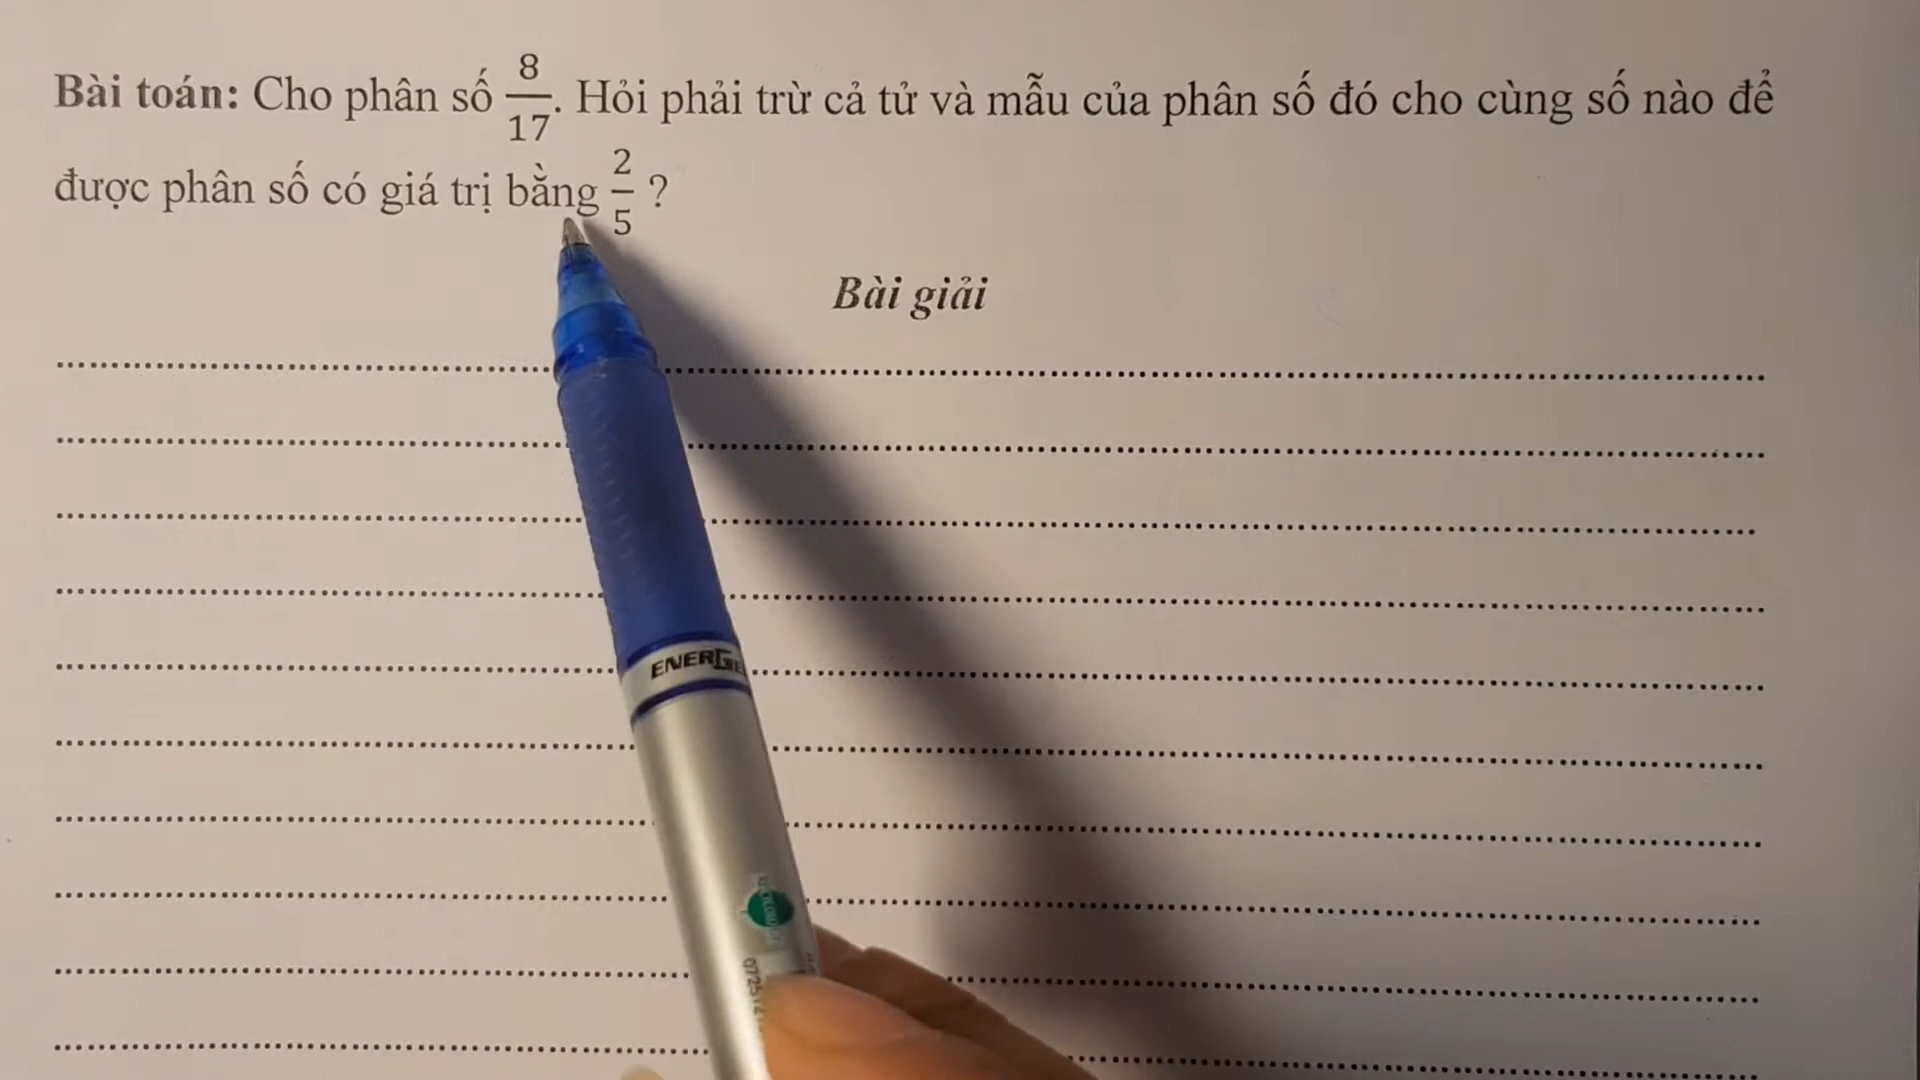 Bài toán: Cho phân số 8/17. Hỏi phải trừ cả tử và mẫu của phân số đó cho cùng số nào để
được phân số có giá trị bằng 2/5 ?
Bài giải
ENERGEL